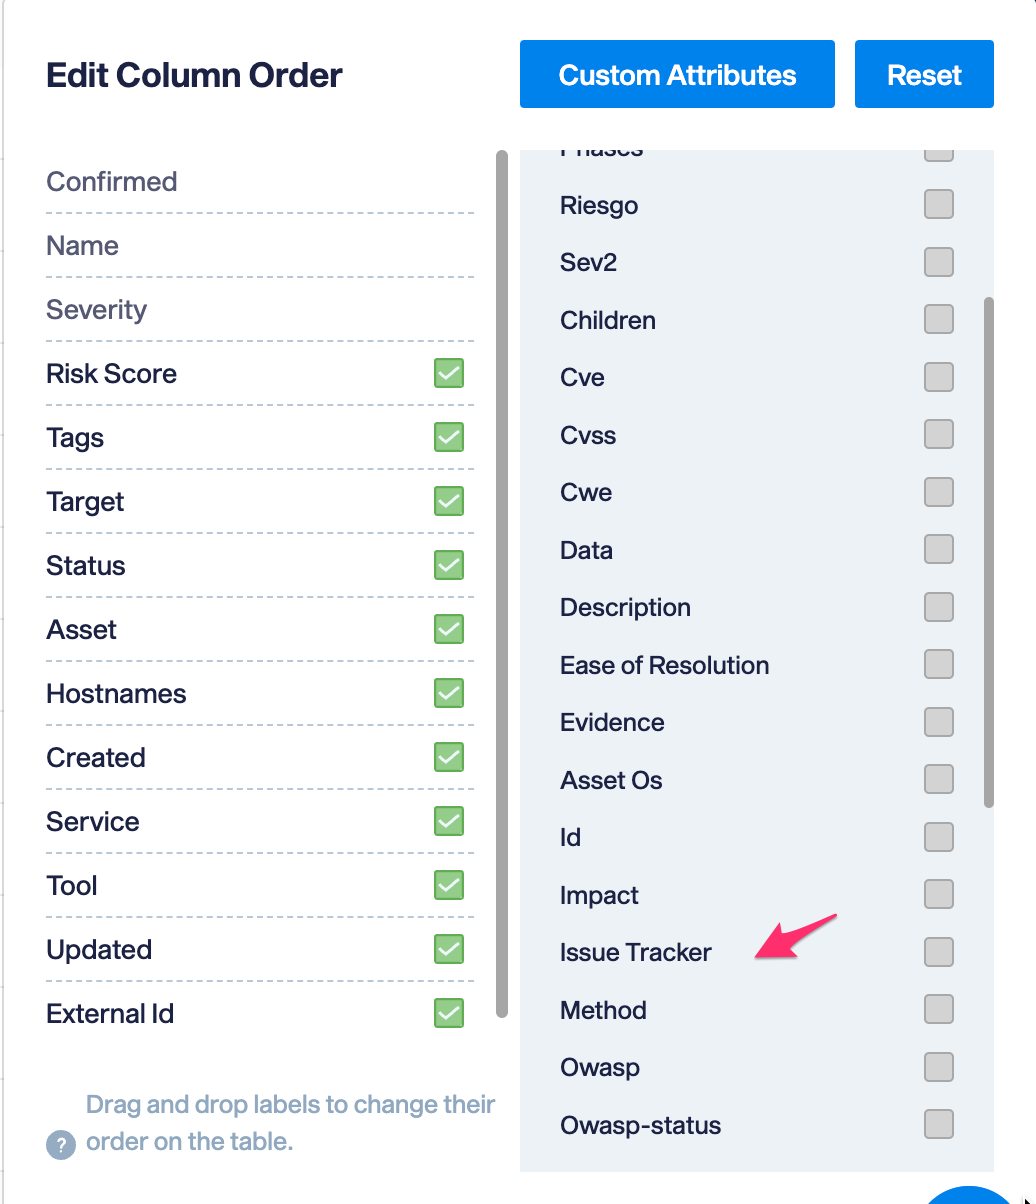 Edit Column Order
Custom Attributes
Reset
Confirmed
Name
Severity
Risk Score
Tags
Target
Status
Asset
Hostnames
Created
Service
Tool
Updated
External Id
?
Drag and drop labels to change their
order on the table.
Phases
Riesgo
Sev2
Children
Cve
Cvss
Cwe
Data
Description
Ease of Resolution
Evidence
Asset Os
Id
Impact
Issue Tracker
Method
Owasp
Owasp-status